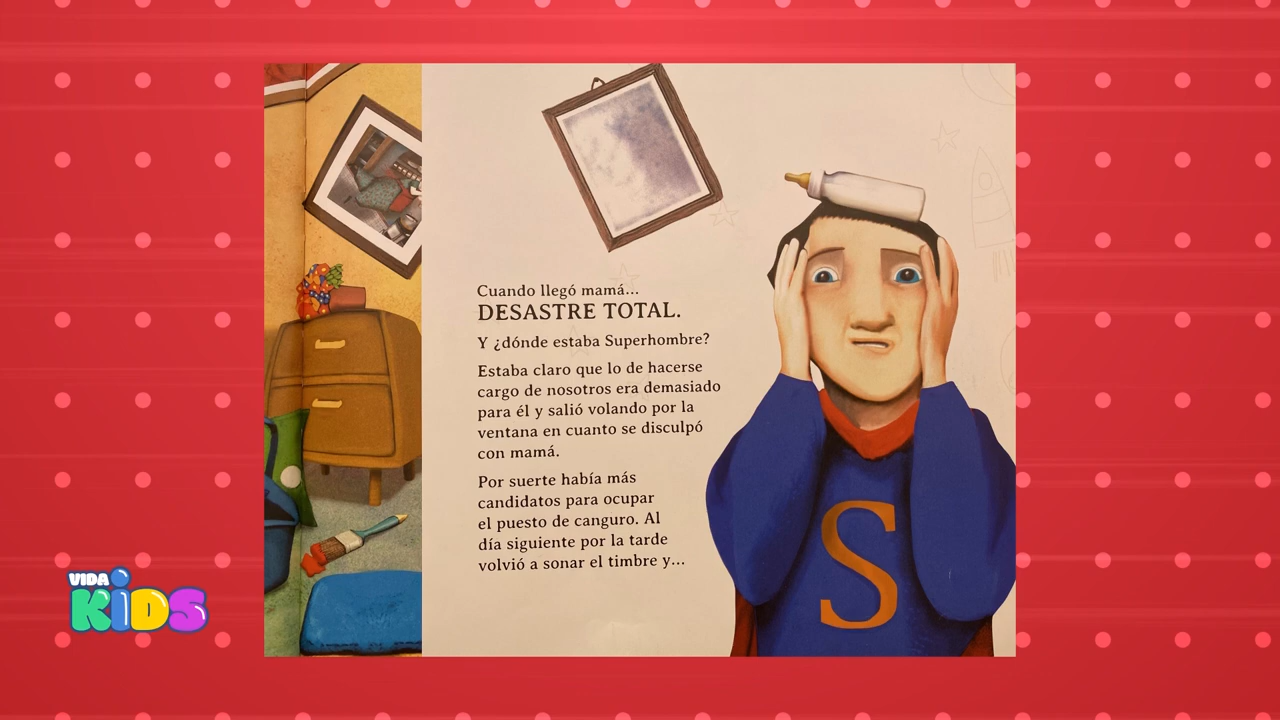 Cuando llegó mamá...
DESASTRE TOTAL.
Y ¿dónde estaba Superhombre?
Estaba claro que lo de hacerse
cargo de nosotros era demasiado
para él y salió volando por la
ventana en cuanto se disculpó
con mamá.
Por suerte había más
candidatos para ocupar
el puesto de canguro. Al
día siguiente por la tarde
volvió a sonar el timbre y...
S
VIDA
KiDS